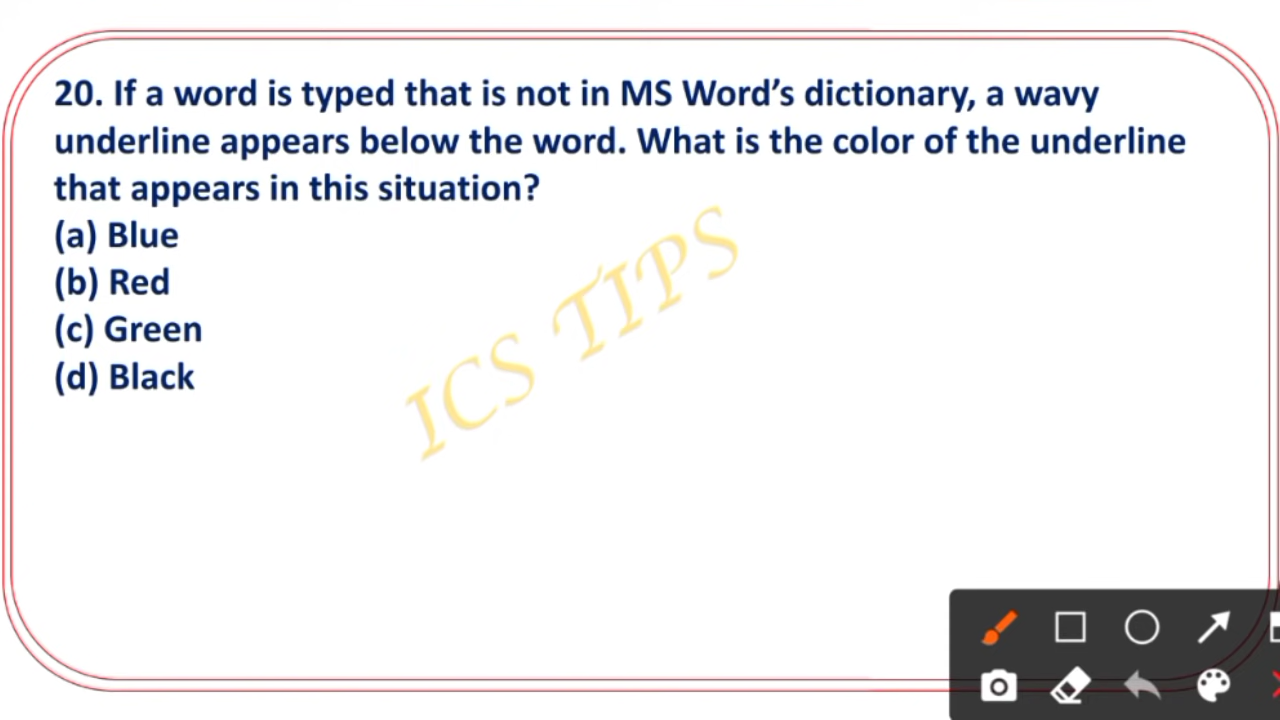 20. If a word is typed that is not in MS Word’s dictionary, a wavy
underline appears below the word. What is the color of the underline
that appears in this situation?
(a) Blue
(b) Red
(c) Green
(d) Black
ICS TIPS